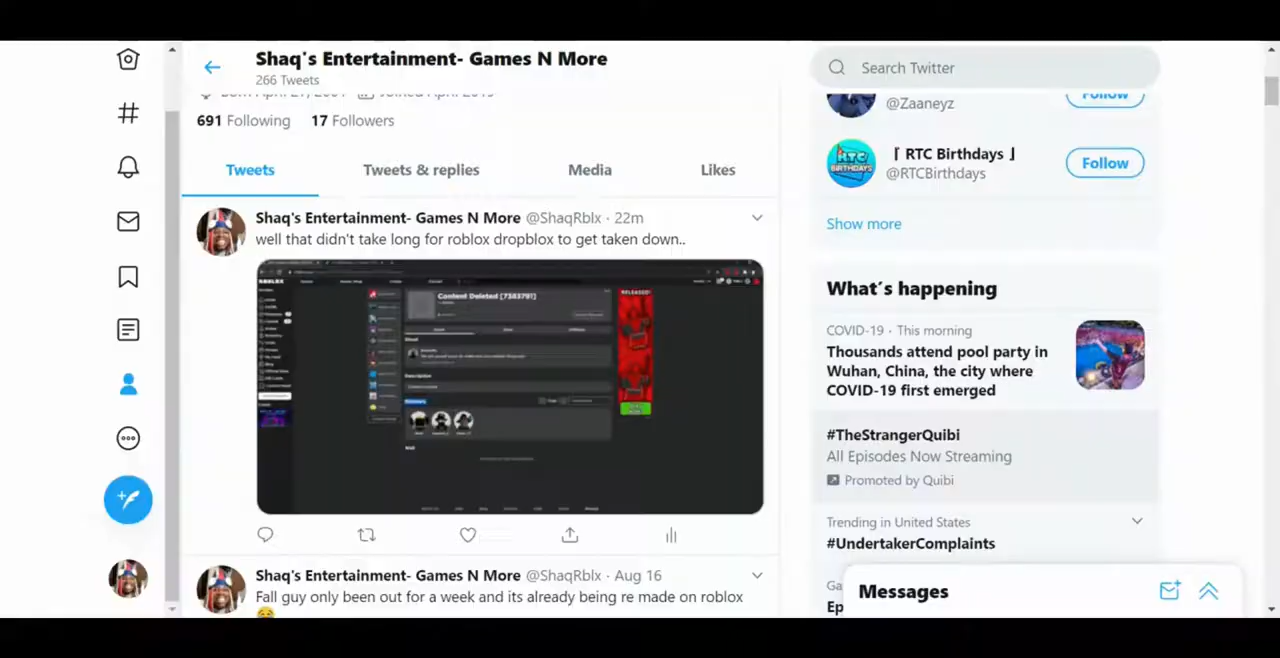 Shaq's Entertainment- Games N More
266 Tweets
691 Following 17 Followers
Tweets Tweets & replies Media Likes
Shaq's Entertainment- Games N More @ShaqRblx · 22m
well that didn't take long for roblox dropblox to get taken down..
Content Deleted [7383791]
RELEASED!
Shaq's Entertainment- Games N More @ShaqRblx · Aug 16
Fall guy only been out for a week and its already being re made on roblox
Search Twitter
@Zaaneyz
Follow
「 RTC Birthdays 」
@RTCBirthdays
Follow
Show more
What's happening
COVID-19 · This morning
Thousands attend pool party in
Wuhan, China, the city where
COVID-19 first emerged
#TheStrangerQuibi
All Episodes Now Streaming
Promoted by Quibi
Trending in United States
#UndertakerComplaints
Messages